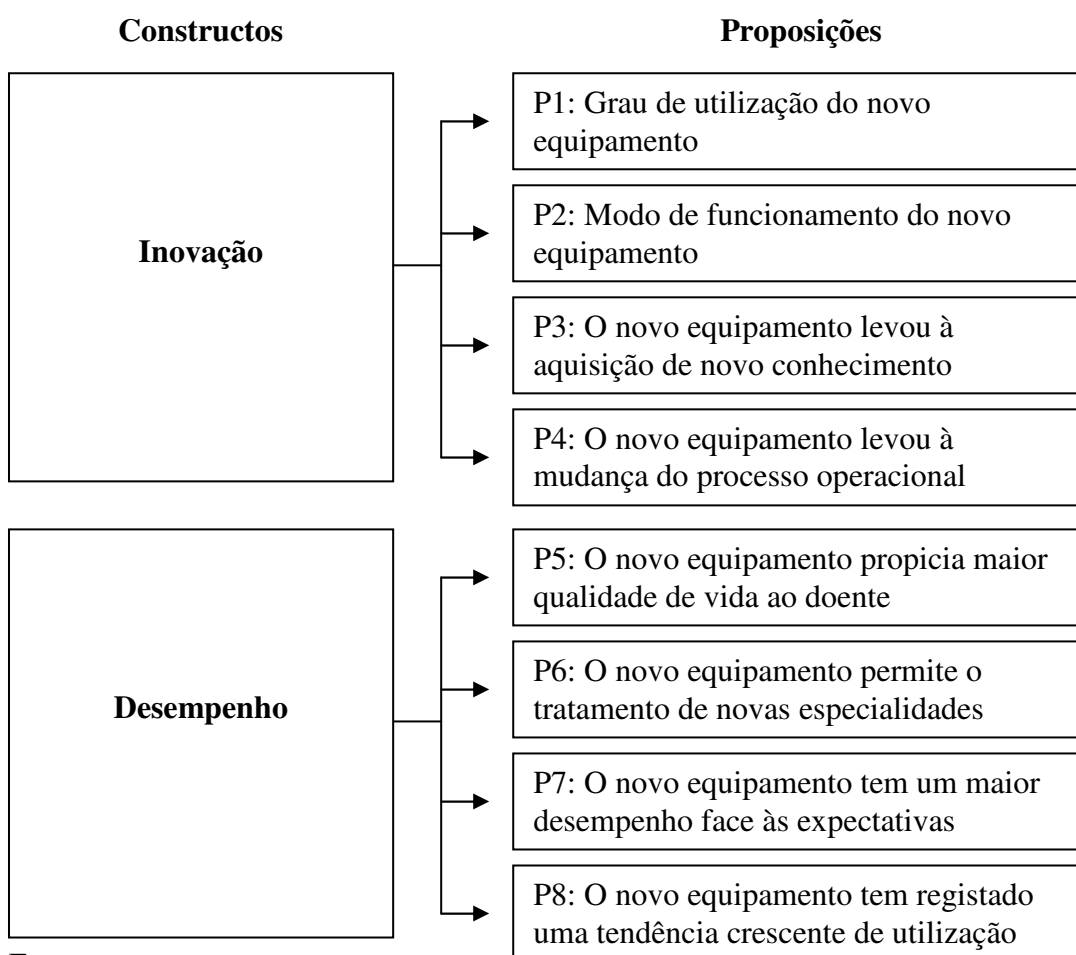 Constructos
Proposições
Inovação
P1: Grau de utilização do novo
equipamento
P2: Modo de funcionamento do novo
equipamento
P3: O novo equipamento levou à
aquisição de novo conhecimento
P4: O novo equipamento levou à
mudança do processo operacional
Desempenho
P5: O novo equipamento propicia maior
qualidade de vida ao doente
P6: O novo equipamento permite o
tratamento de novas especialidades
P7: O novo equipamento tem um maior
desempenho face às expectativas
P8: O novo equipamento tem registado
uma tendência crescente de utilização